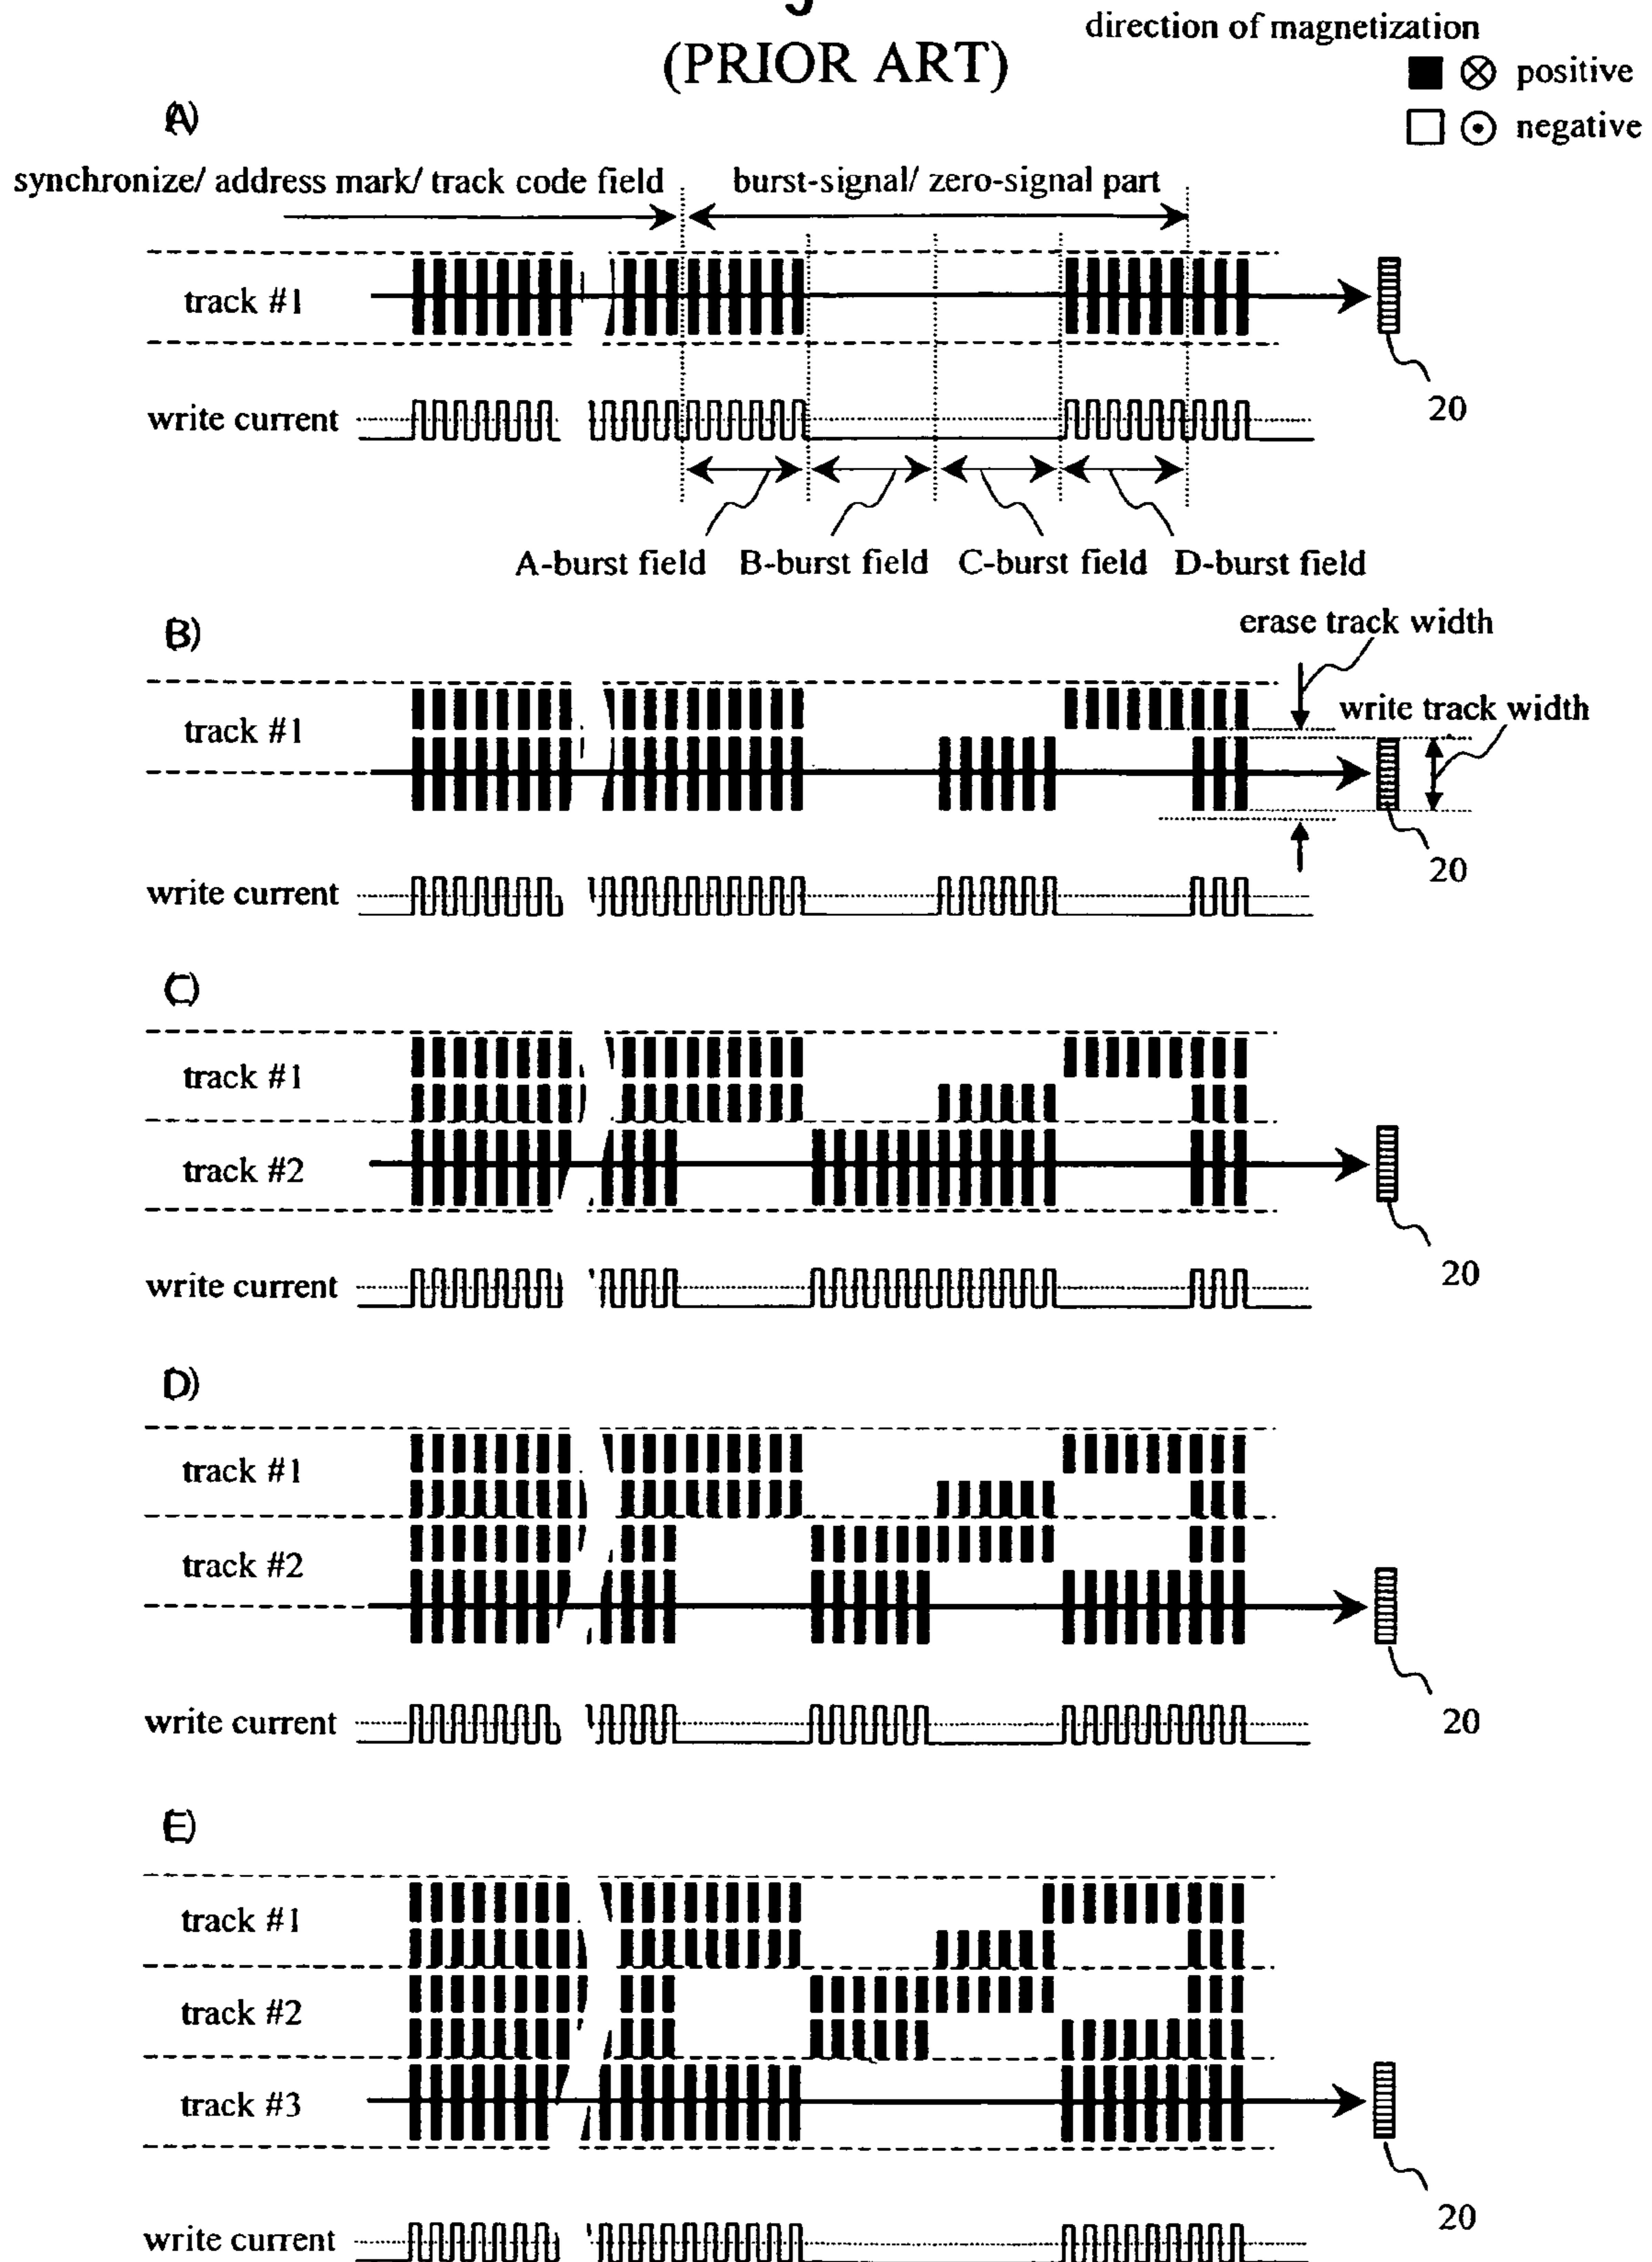 (PRIOR ART)
direction of magnetization
positive
negative
A)
synchronize/ address mark/ track code field
burst-signal/ zero-signal part
track #1
20
write current
A-burst field B-burst field C-burst field D-burst field
B)
erase track width
write track width
track #1
20
write current
C)
track #1
track #2
20
write current
D)
track #1
track #2
20
write current
E)
track #1
track #2
track #3
20
write current